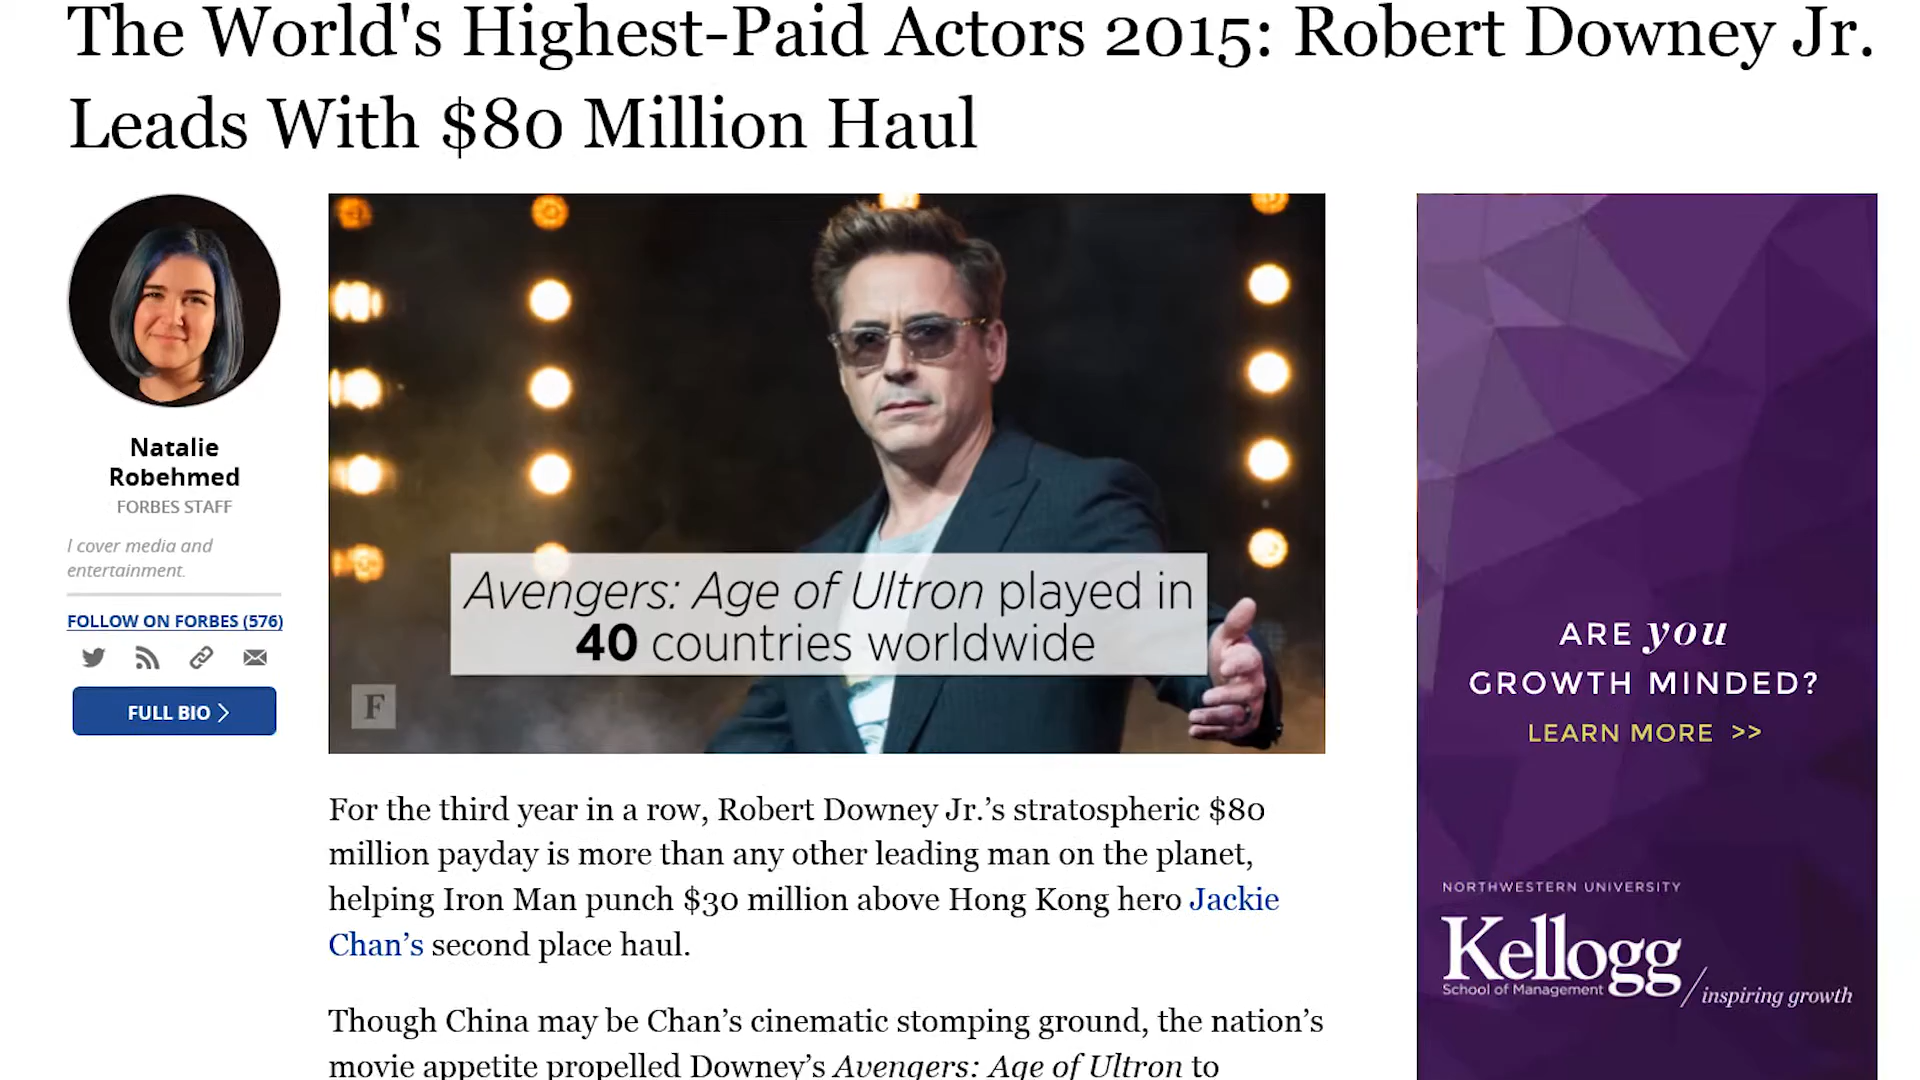 The World's Highest-Paid Actors 2015: Robert Downey Jr.
Leads With $80 Million Haul
Natalie
Robehmed
FORBES STAFF
I cover media and
entertainment.
FOLLOW ON FORBES (576)
FULL BIO >
Avengers: Age of Ultron played in
40 countries worldwide
F
For the third year in a row, Robert Downey Jr.’s stratospheric $80
million payday is more than any other leading man on the planet,
helping Iron Man punch $30 million above Hong Kong hero Jackie
Chan’s second place haul.
Though China may be Chan’s cinematic stomping ground, the nation’s
movie appetite propelled Downey’s Avengers: Age of Ultron to
ARE you
GROWTH MINDED?
LEARN MORE >>
NORTHWESTERN UNIVERSITY
Kellogg
School of Management
inspiring growth